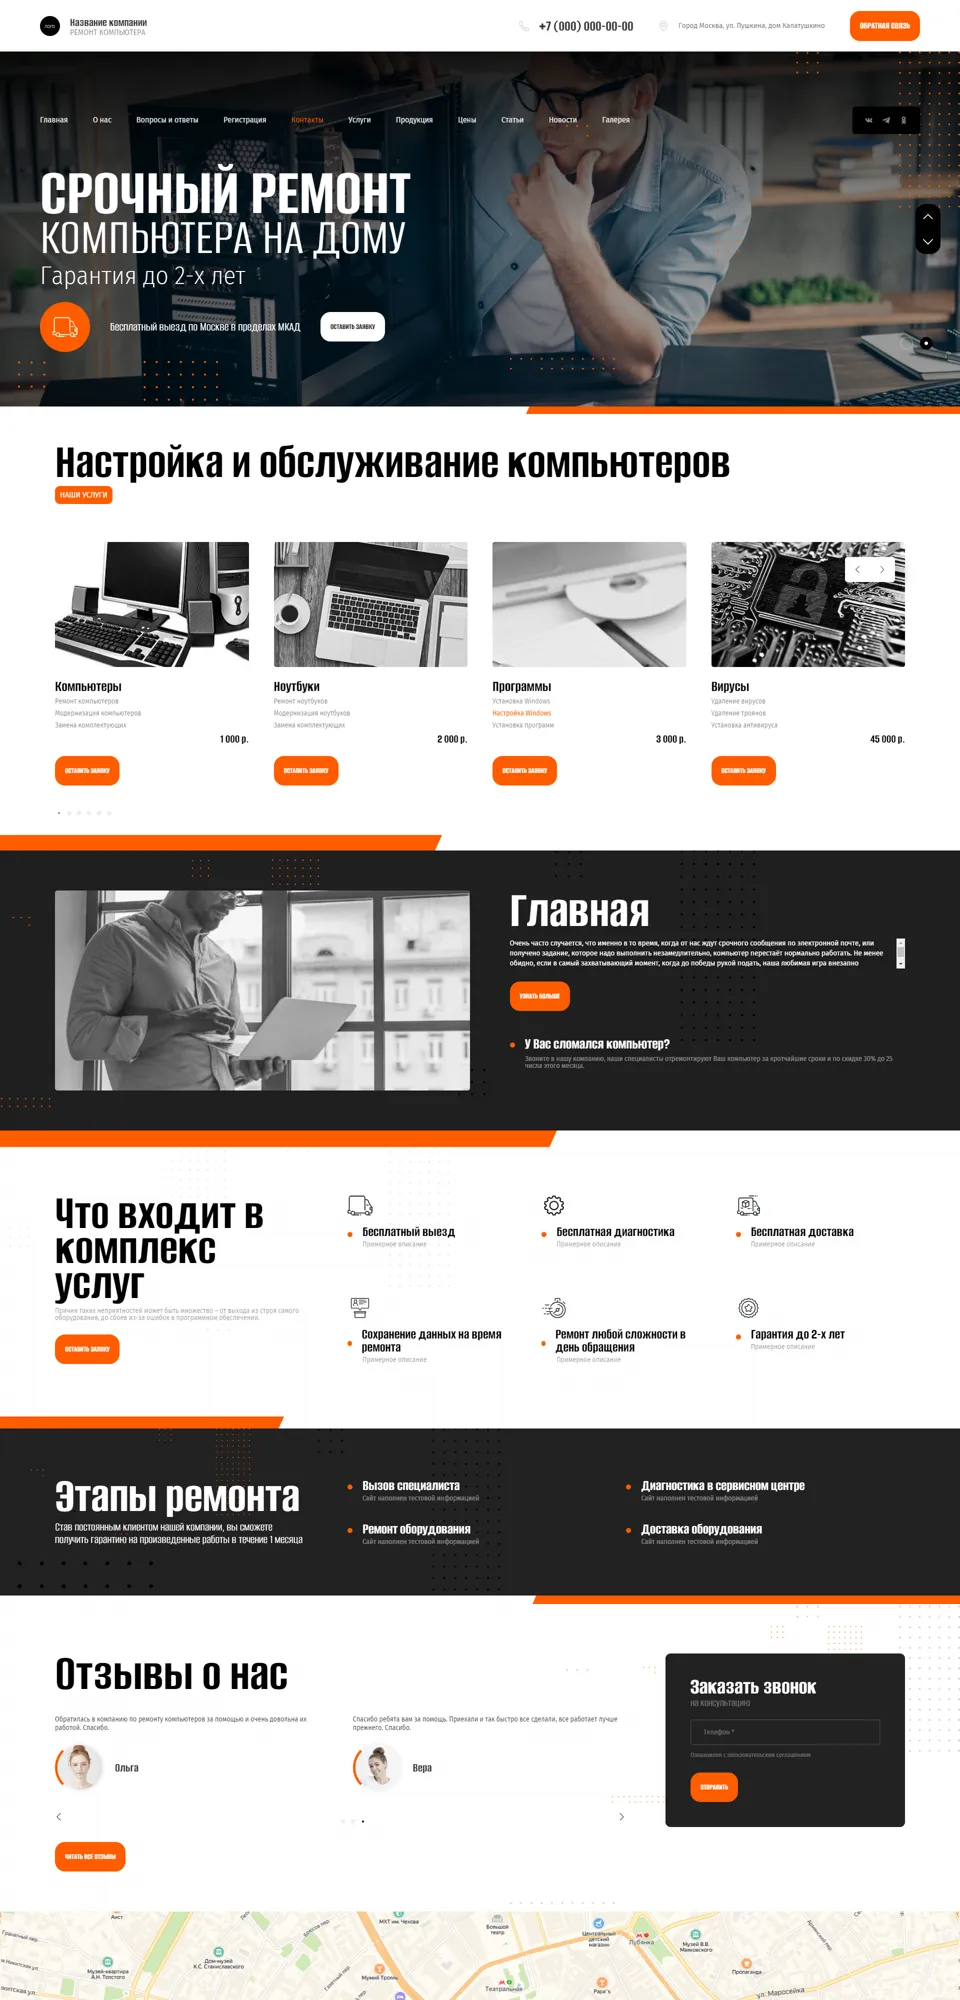 лого
Название компании
РЕМОНТ КОМПЬЮТЕРА
+7 (000) 000-00-00
Город Москва, ул. Пушкина, дом Калатушкино
ОБРАТНАЯ СВЯЗЬ
Главная
О нас
Вопросы и ответы
Регистрация
Контакты
Услуги
Продукция
Цены
Статьи
Новости
Галерея
СРОЧНЫЙ РЕМОНТ
КОМПЬЮТЕРА НА ДОМУ
Гарантия до 2-х лет
Бесплатный выезд по Москве в пределах МКАД
ОСТАВИТЬ ЗАЯВКУ
Настройка и обслуживание компьютеров
НАШИ УСЛУГИ
Компьютеры
Ремонт компьютеров
Модернизация компьютеров
Замена комплектующих
1 000 р.
ОСТАВИТЬ ЗАЯВКУ
Ноутбуки
Ремонт ноутбуков
Модернизация ноутбуков
Замена комплектующих
2 000 р.
ОСТАВИТЬ ЗАЯВКУ
Программы
Установка Windows
Настройка Windows
Установка программ
3 000 р.
ОСТАВИТЬ ЗАЯВКУ
Вирусы
Удаление вирусов
Удаление троянов
Установка антивируса
45 000 р.
ОСТАВИТЬ ЗАЯВКУ
Главная
Очень часто случается, что именно в то время, когда от нас ждут срочного сообщения по электронной почте, или
получено задание, которое надо выполнить незамедлительно, компьютер перестаёт нормально работать. Не менее
обидно, если в самый захватывающий момент, когда до победы рукой подать, наша любимая игра внезапно
УЗНАТЬ БОЛЬШЕ
У Вас сломался компьютер?
Звоните в нашу компанию, наши специалисты отремонтируют Ваш компьютер за кротчайшие сроки и по скидке 30% до 25
числа этого месяца.
Что входит в
комплекс
услуг
Причин таких неприятностей может быть множество – от выхода из строя самого
оборудования, до сбоев из-за ошибок в программном обеспечении.
ОСТАВИТЬ ЗАЯВКУ
Бесплатный выезд
Примерное описание
Бесплатная диагностика
Примерное описание
Бесплатная доставка
Примерное описание
Сохранение данных на время
ремонта
Примерное описание
Ремонт любой сложности в
день обращения
Примерное описание
Гарантия до 2-х лет
Примерное описание
Этапы ремонта
Став постоянным клиентом нашей компании, вы сможете
получить гарантию на произведенные работы в течение 1 месяца
Вызов специалиста
Сайт наполнен тестовой информацией
Диагностика в сервисном центре
Сайт наполнен тестовой информацией
Ремонт оборудования
Сайт наполнен тестовой информацией
Доставка оборудования
Сайт наполнен тестовой информацией
Отзывы о нас
Обратилась в компанию по ремонту компьютеров за помощью и очень довольна их
работой. Спасибо.
Ольга
Спасибо ребята вам за помощь. Приехали и так быстро все сделали, все работает лучше
прежнего. Спасибо.
Вера
ЧИТАТЬ ВСЕ ОТЗЫВЫ
Заказать звонок
на консультацию
Телефон *
Ознакомлен с пользовательским соглашением
ОТПРАВИТЬ
Аист
Гранатный пер.
Музей-квартира
А.Н. Толстого
Дом-музей
К.С. Станиславского
Музей Тролль
МХТ им. Чехова
Большой
театр
Театральная
Центральный
детский
магазин
Лубянка
Рара's
Музей В.В.
Маяковского
Пропаганда
ул. Маросейка